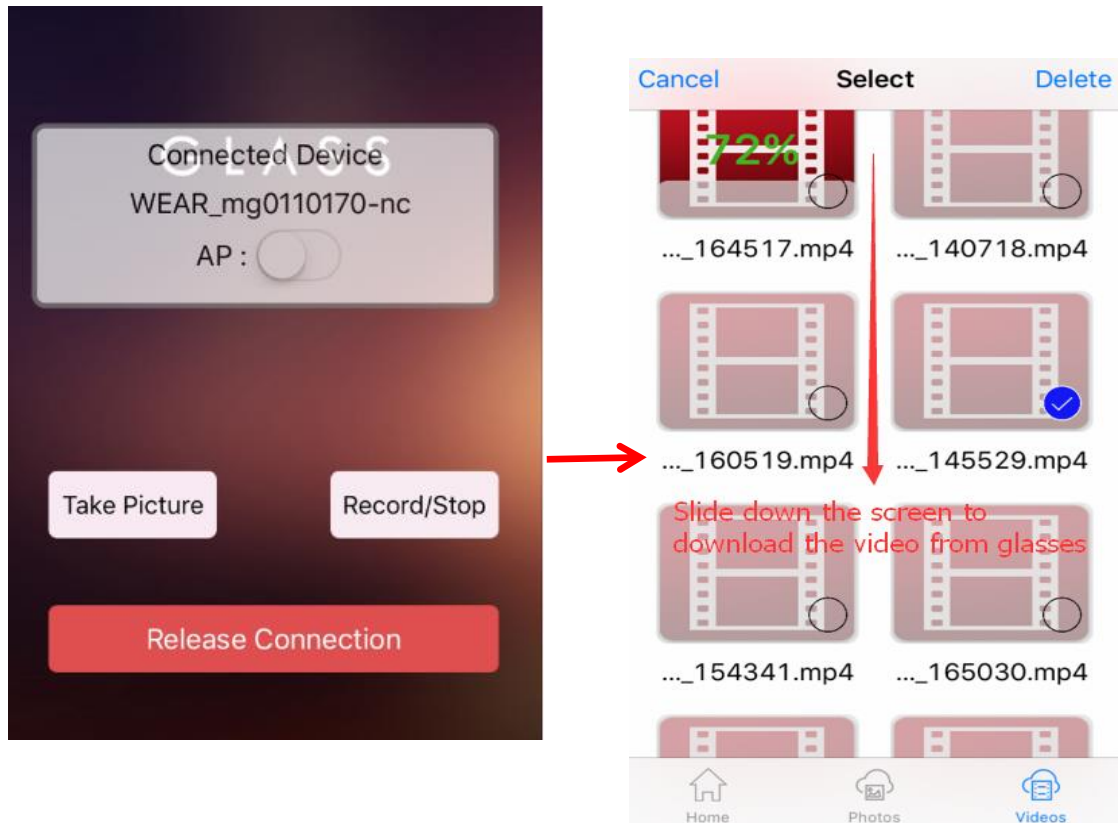 GLASS
Connected Device
WEAR_mg0110170-nc
AP :
Take Picture
Record/Stop
Release Connection
Cancel
Select
Delete
72%
..._164517.mp4
..._140718.mp4
..._160519.mp4
..._145529.mp4
Slide down the screen to
download the video from glasses
..._154341.mp4
..._165030.mp4
Home
Photos
Videos